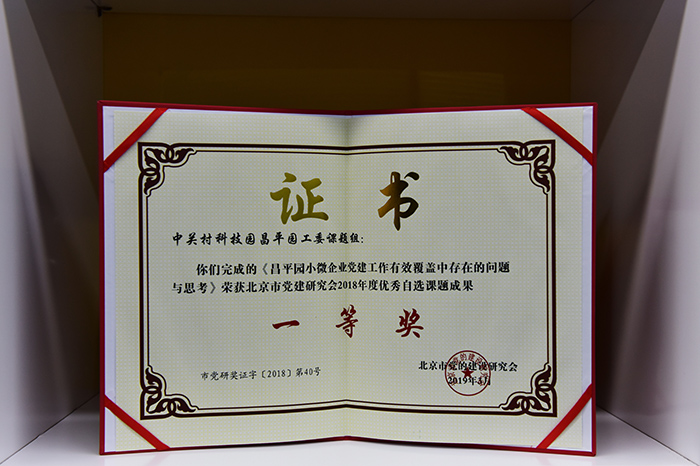 证书
中关村科技园昌平园工委课题组：
你们完成的《昌平园小微企业党建工作有效覆盖中存在的问题
与思考》荣获北京市党建研究会2018年度优秀自选课题成果
一等奖
市党研奖证字〔2018〕第40号
北京市党的建设研究会
2019年3月